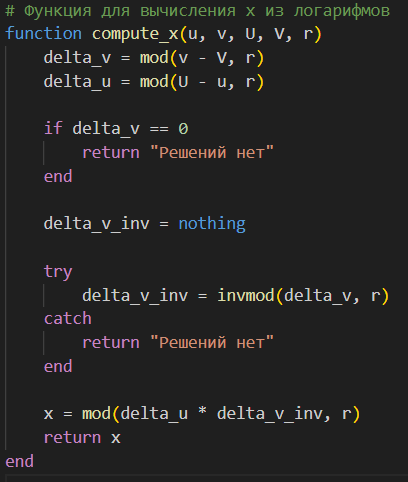 # Функция для вычисления x из логарифмов
function compute_x(u, v, U, V, r)
    delta_v = mod(v - V, r)
    delta_u = mod(U - u, r)

    if delta_v == 0
        return "Решений нет"
    end

    delta_v_inv = nothing

    try
        delta_v_inv = invmod(delta_v, r)
    catch
        return "Решений нет"
    end

    x = mod(delta_u * delta_v_inv, r)
    return x
end